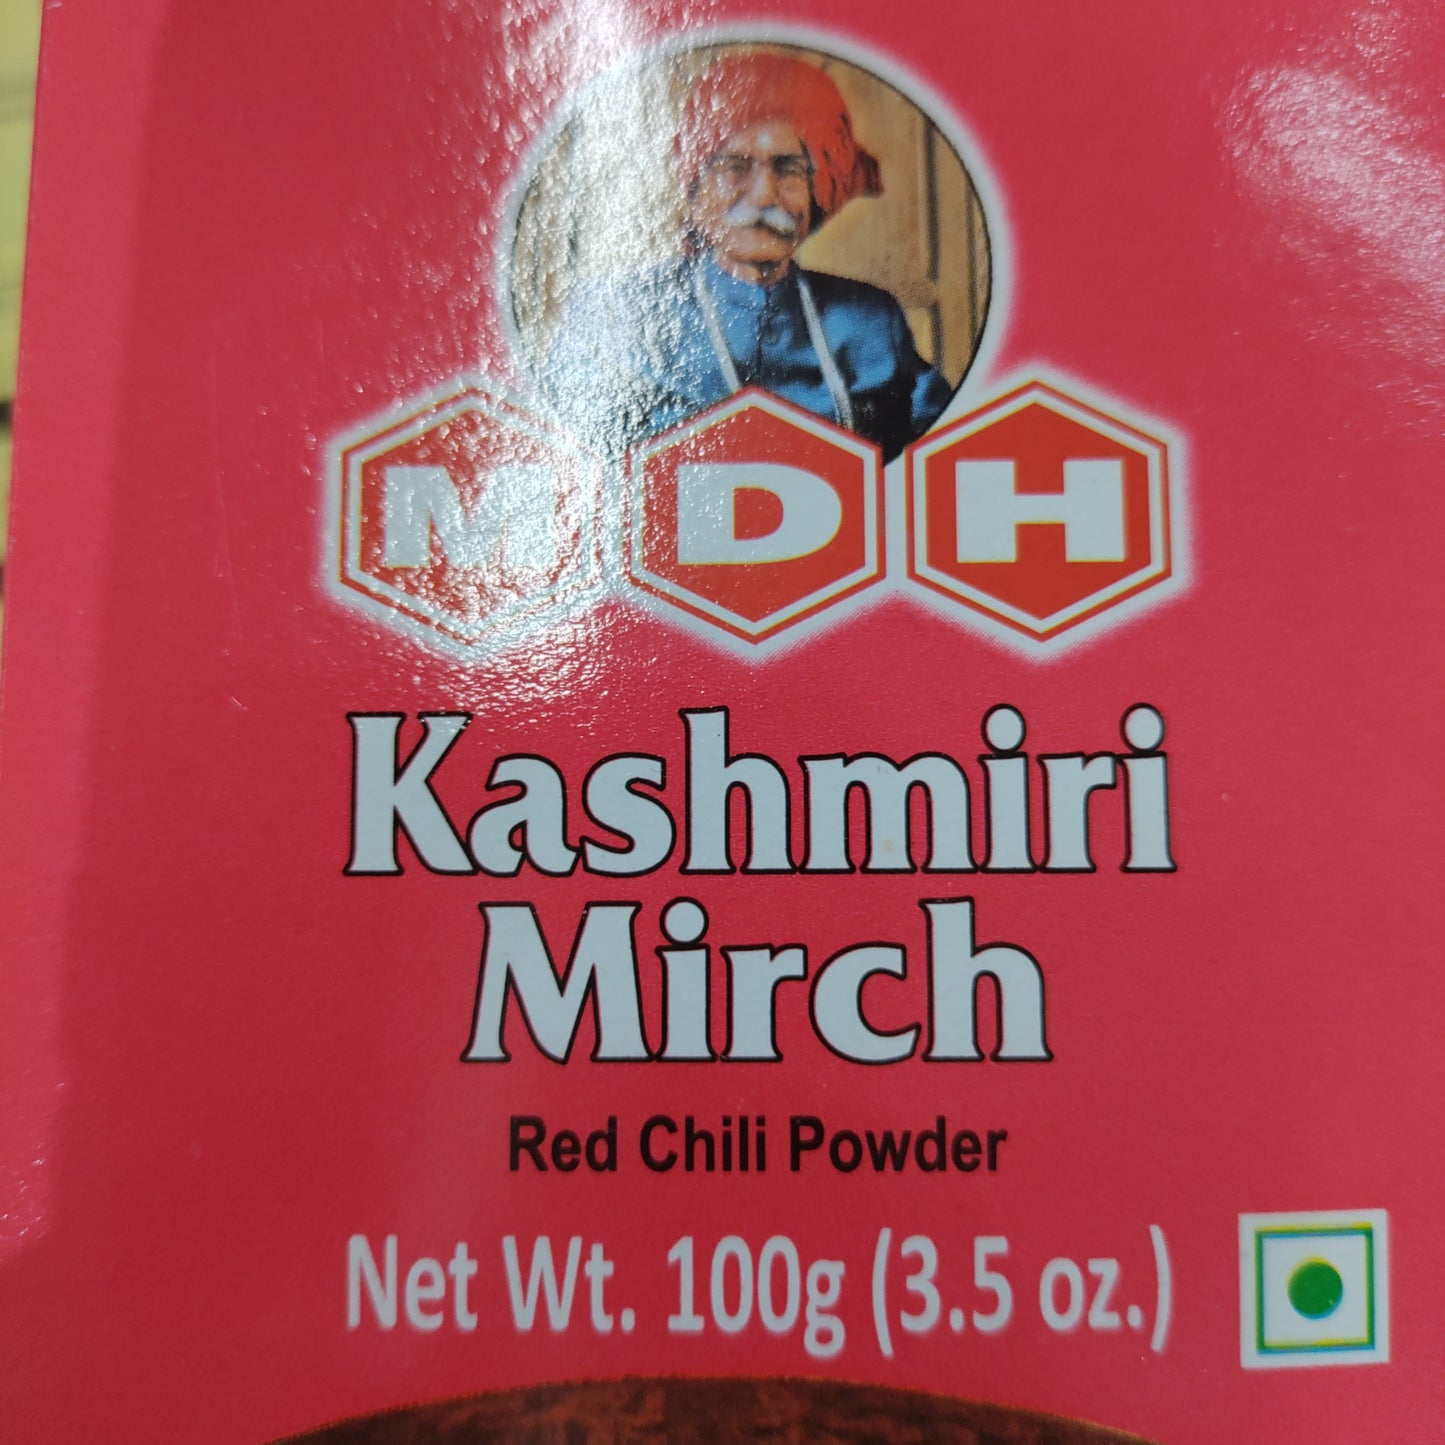 MDH
Kashmiri
Mirch
Red Chili Powder
Net Wt. 100g (3.5 oz.)